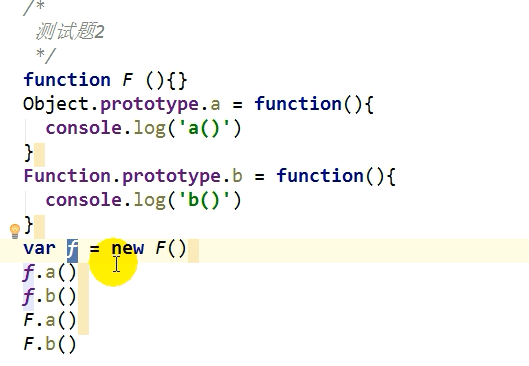 /*
测试题2
*/
function F (){}
Object.prototype.a = function(){
console.log('a()')
}
Function.prototype.b = function(){
console.log('b()')
}
var f = new F()
f.a()
f.b()
F.a()
F.b()